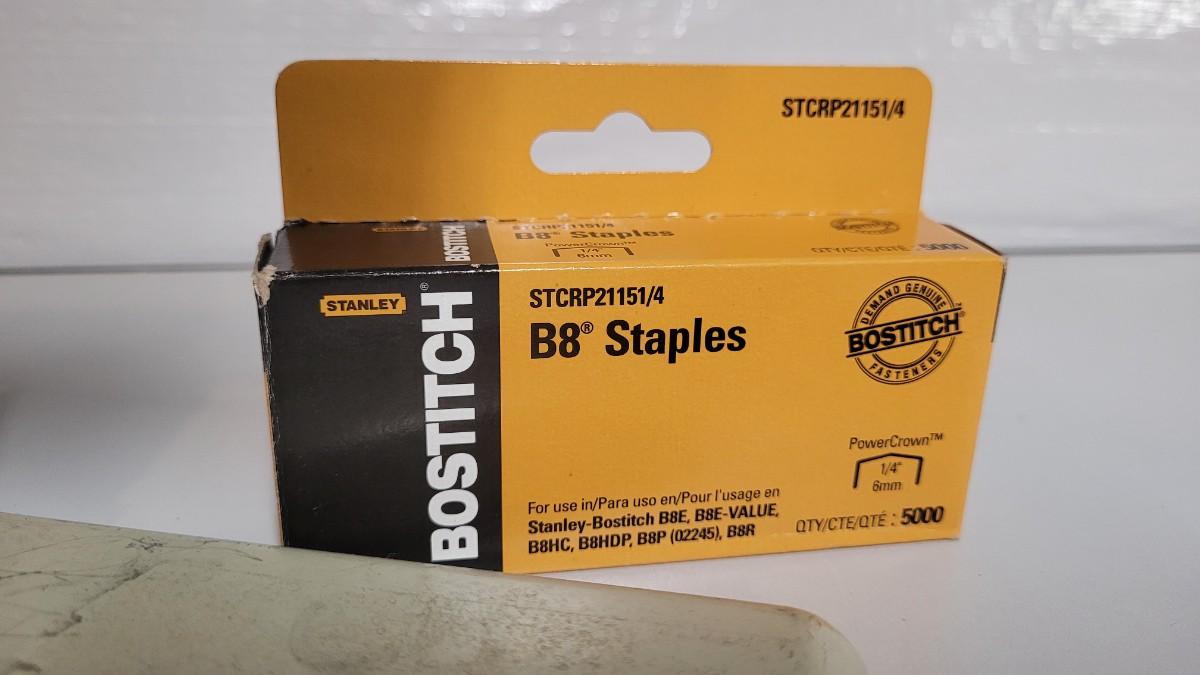 STCRP21151/4
STCRP21151/4
B8® Staples
PowerCrown™
1/4"
6mm
QTY/CTE/QTÉ : 5000
BOSTITCH
STANLEY
BOSTITCH®
STCRP21151/4
B8® Staples
DEMAND GENUINE
BOSTITCH®
FASTENERS
PowerCrown™
1/4"
6mm
For use in/Para uso en/Pour l'usage en
Stanley-Bostitch B8E, B8E-VALUE,
B8HC, B8HDP, B8P (02245), B8R
QTY/CTE/QTÉ : 5000